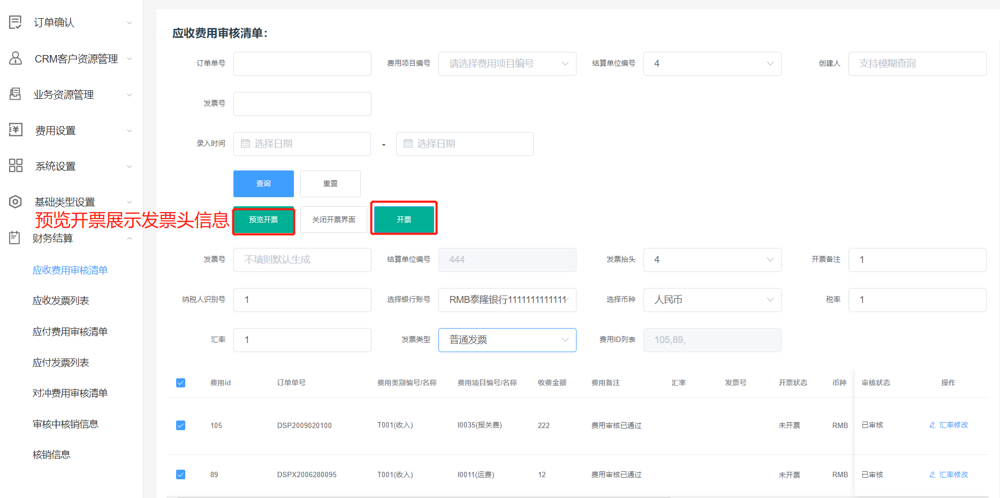 订单确认
CRM客户资源管理
业务资源管理
费用设置
系统设置
基础类型设置
财务结算
应收费用审核清单
应收发票列表
应付费用审核清单
应付发票列表
对冲费用审核清单
审核中核销信息
核销信息
应收费用审核清单：
订单单号
费用项目编号 请选择费用项目编号
结算单位编号 4
创建人 支持模糊查询
发票号
录入时间 选择日期 - 选择日期
查询 重置
预览开票展示发票头信息
预览开票 关闭开票界面 开票
发票号 不填则默认生成 结算单位编号 444 发票抬头 4 开票备注 1
纳税人识别号 1 选择银行账号 RMB泰隆银行1111111111111 选择币种 人民币 税率 1
汇率 1 发票类型 普通发票 费用ID列表 105,89,
费用id 订单单号 费用类别编号/名称 费用项目编号/名称 收费金额 费用备注 汇率 发票号 开票状态 币种 审核状态 操作
105 DSP2009020100 T001(收入) I0035(报关费) 222 费用审核已通过 未开票 RMB 已审核 汇率修改
89 DSPX2006280095 T001(收入) I0011(运费) 12 费用审核已通过 未开票 RMB 已审核 汇率修改